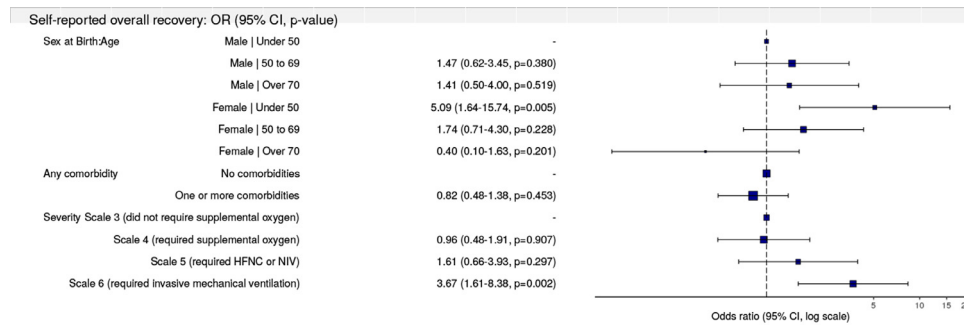 Self-reported overall recovery: OR (95% CI, p-value)
Sex at Birth:Age Male | Under 50 -
Male | 50 to 69 1.47 (0.62-3.45, p=0.380)
Male | Over 70 1.41 (0.50-4.00, p=0.519)
Female | Under 50 5.09 (1.64-15.74, p=0.005)
Female | 50 to 69 1.74 (0.71-4.30, p=0.228)
Female | Over 70 0.40 (0.10-1.63, p=0.201)
Any comorbidity No comorbidities -
One or more comorbidities 0.82 (0.48-1.38, p=0.453)
Severity Scale 3 (did not require supplemental oxygen) -
Scale 4 (required supplemental oxygen) 0.96 (0.48-1.91, p=0.907)
Scale 5 (required HFNC or NIV) 1.61 (0.66-3.93, p=0.297)
Scale 6 (required invasive mechanical ventilation) 3.67 (1.61-8.38, p=0.002)
5 10 15
Odds ratio (95% CI, log scale)